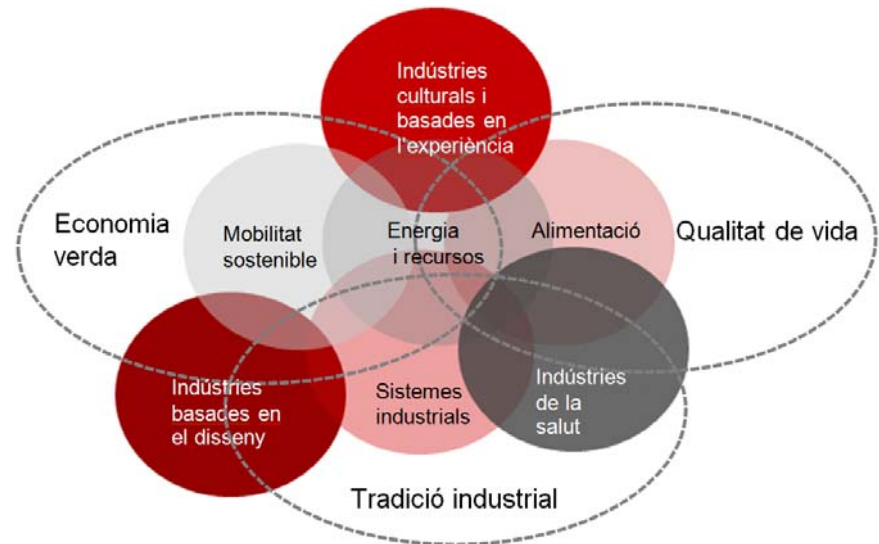 Indústries
culturals i
basades en
l'experiència
Economia
verda
Mobilitat
sostenible
Energia
i recursos
Alimentació
Qualitat de vida
Indústries
basades en
el disseny
Sistemes
industrials
Indústries
de la
salut
Tradició industrial